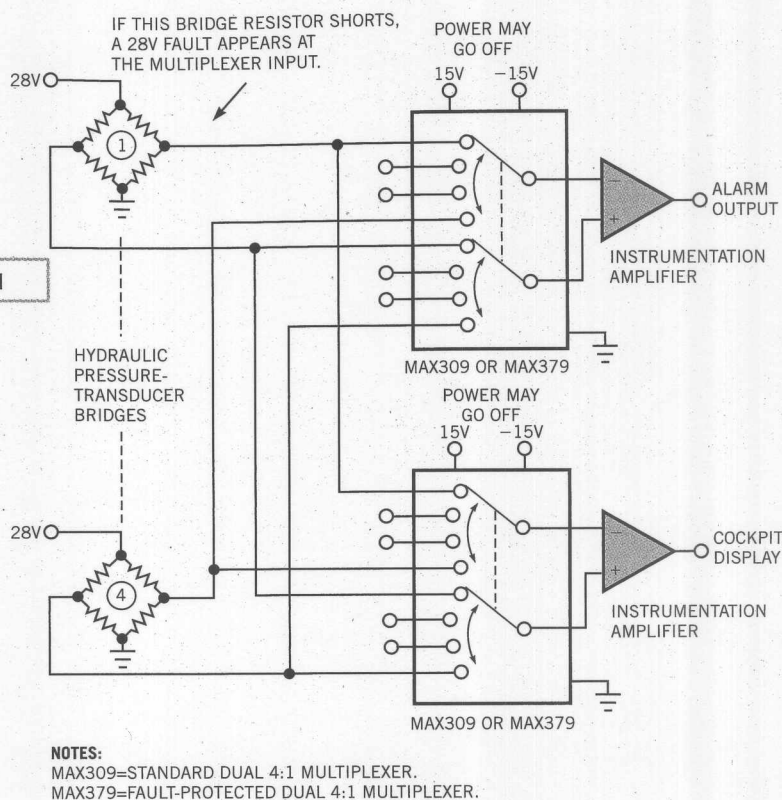 IF THIS BRIDGE RESISTOR SHORTS,
A 28V FAULT APPEARS AT
THE MULTIPLEXER INPUT.
POWER MAY
GO OFF
15V −15V
28V
1
−
+
ALARM
OUTPUT
INSTRUMENTATION
AMPLIFIER
MAX309 OR MAX379
HYDRAULIC
PRESSURE-
TRANSDUCER
BRIDGES
POWER MAY
GO OFF
15V −15V
28V
4
−
+
COCKPIT
DISPLAY
INSTRUMENTATION
AMPLIFIER
MAX309 OR MAX379
NOTES:
MAX309=STANDARD DUAL 4:1 MULTIPLEXER.
MAX379=FAULT-PROTECTED DUAL 4:1 MULTIPLEXER.